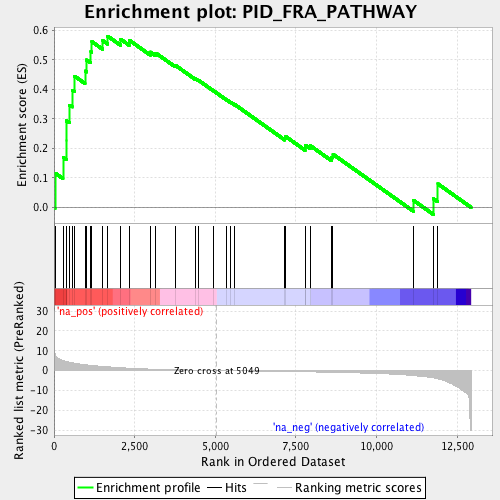 Enrichment plot: PID_FRA_PATHWAY
Enrichment score (ES)
0.6
0.5
0.4
0.3
0.2
0.1
0.0
Ranked list metric (PreRanked)
30
20
10
0
-10
-20
-30
'na_pos' (positively correlated)
Zero cross at 5049
'na_neg' (negatively correlated)
0
2,500
5,000
7,500
10,000
12,500
Rank in Ordered Dataset
Enrichment profile
Hits
Ranking metric scores